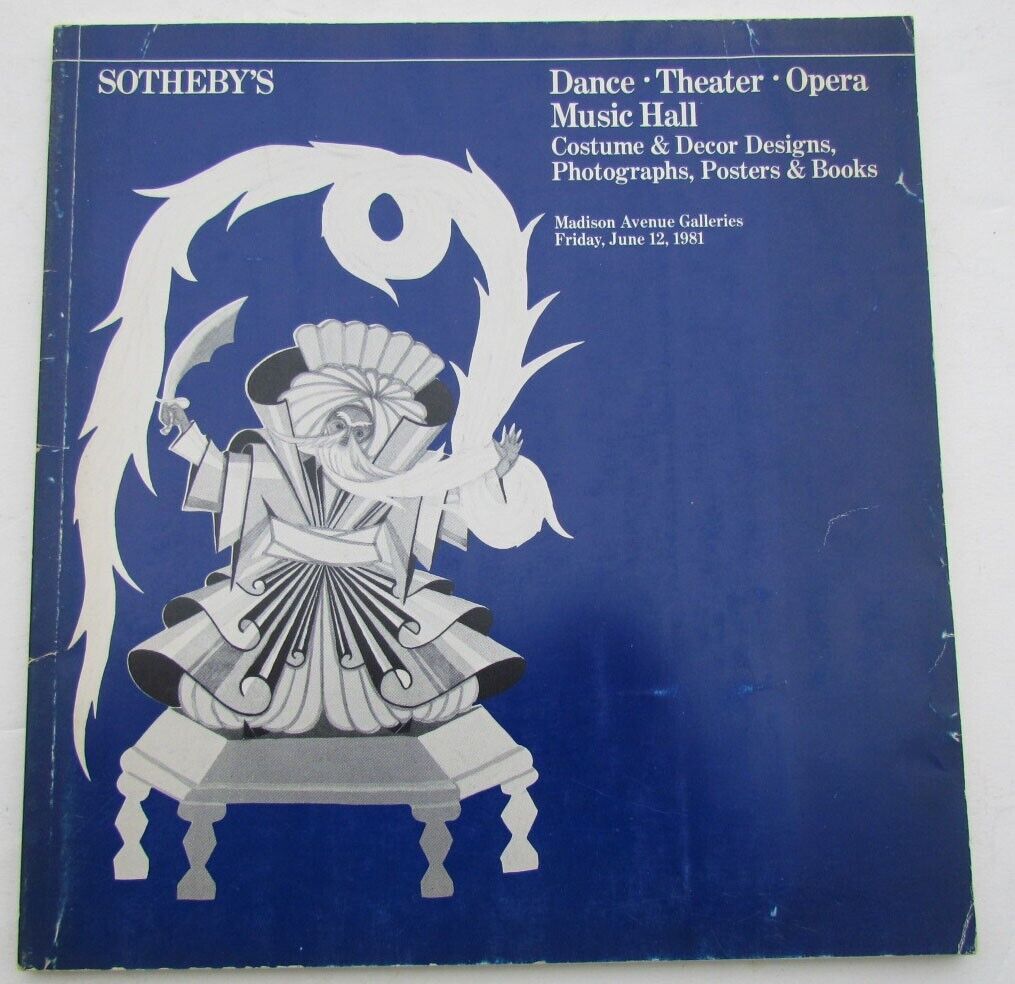 SOTHEBY'S
Dance · Theater · Opera
Music Hall
Costume & Decor Designs,
Photographs, Posters & Books
Madison Avenue Galleries
Friday, June 12, 1981